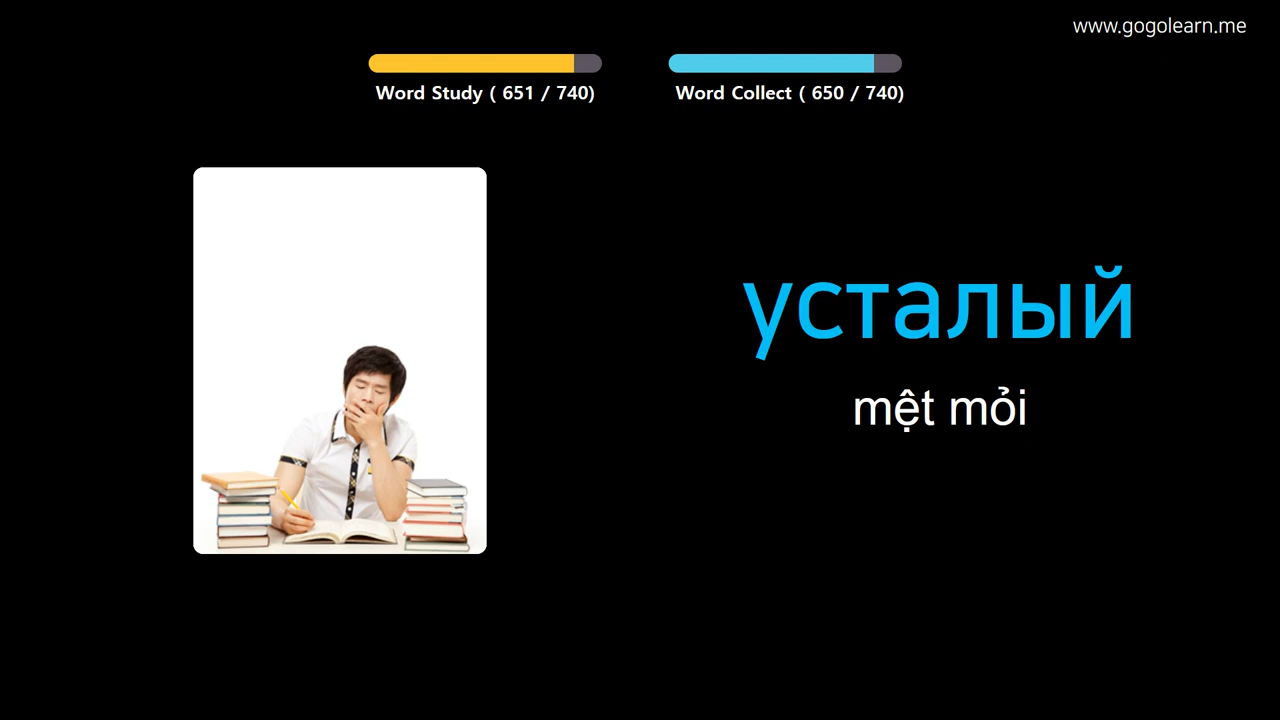 www.gogolearn.me
Word Study ( 651 / 740)
Word Collect ( 650 / 740)
усталый
mệt mỏi